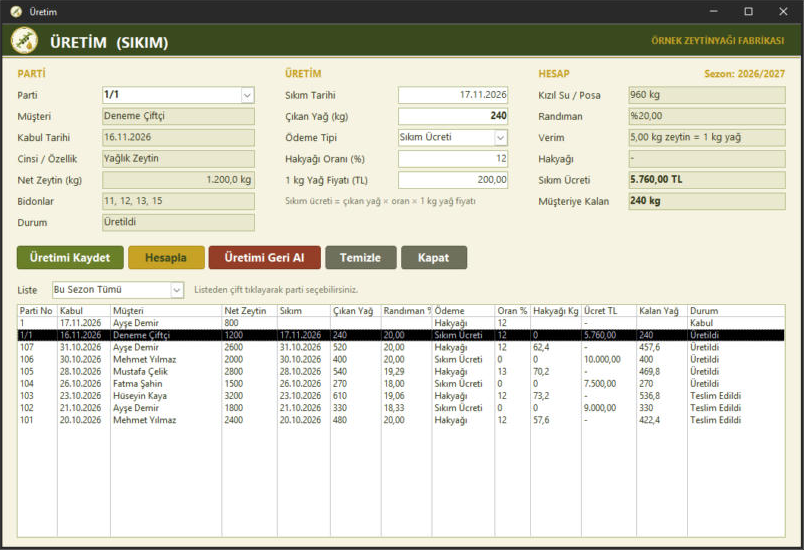 Üretim
ÜRETİM (SIKIM)
ÖRNEK ZEYTİNYAĞI FABRİKASI
PARTİ
Parti 1/1
Müşteri Deneme Çiftçi
Kabul Tarihi 16.11.2026
Cinsi / Özellik Yağlık Zeytin
Net Zeytin (kg) 1.200,0 kg
Bidonlar 11, 12, 13, 15
Durum Üretildi
ÜRETİM
Sıkım Tarihi 17.11.2026
Çıkan Yağ (kg) 240
Ödeme Tipi Sıkım Ücreti
Hakyağı Oranı (%) 12
1 kg Yağ Fiyatı (TL) 200,00
Sıkım ücreti = çıkan yağ × oran × 1 kg yağ fiyatı
HESAP Sezon: 2026/2027
Kızıl Su / Posa 960 kg
Randıman %20,00
Verim 5,00 kg zeytin = 1 kg yağ
Hakyağı -
Sıkım Ücreti 5.760,00 TL
Müşteriye Kalan 240 kg
Üretimi Kaydet Hesapla Üretimi Geri Al Temizle Kapat
Liste Bu Sezon Tümü Listeden çift tıklayarak parti seçebilirsiniz.
Parti No Kabul Müşteri Net Zeytin Sıkım Çıkan Yağ Randıman % Ödeme Oran % Hakyağı Kg Ücret TL Kalan Yağ Durum
1 17.11.2026 Ayşe Demir 800 Hakyağı 12 - Kabul
1/1 16.11.2026 Deneme Çiftçi 1200 17.11.2026 240 20,00 Sıkım Ücreti 12 0 5.760,00 240 Üretildi
107 31.10.2026 Ayşe Demir 2600 31.10.2026 520 20,00 Hakyağı 12 62,4 - 457,6 Üretildi
106 30.10.2026 Mehmet Yılmaz 2000 30.10.2026 400 20,00 Sıkım Ücreti 0 0 10.000,00 400 Üretildi
105 28.10.2026 Mustafa Çelik 2800 28.10.2026 540 19,29 Hakyağı 13 70,2 - 469,8 Üretildi
104 26.10.2026 Fatma Şahin 1500 26.10.2026 270 18,00 Sıkım Ücreti 0 0 7.500,00 270 Üretildi
103 23.10.2026 Hüseyin Kaya 3200 23.10.2026 610 19,06 Hakyağı 12 73,2 - 536,8 Teslim Edildi
102 21.10.2026 Ayşe Demir 1800 21.10.2026 330 18,33 Sıkım Ücreti 0 0 9.000,00 330 Teslim Edildi
101 20.10.2026 Mehmet Yılmaz 2400 20.10.2026 480 20,00 Hakyağı 12 57,6 - 422,4 Teslim Edildi